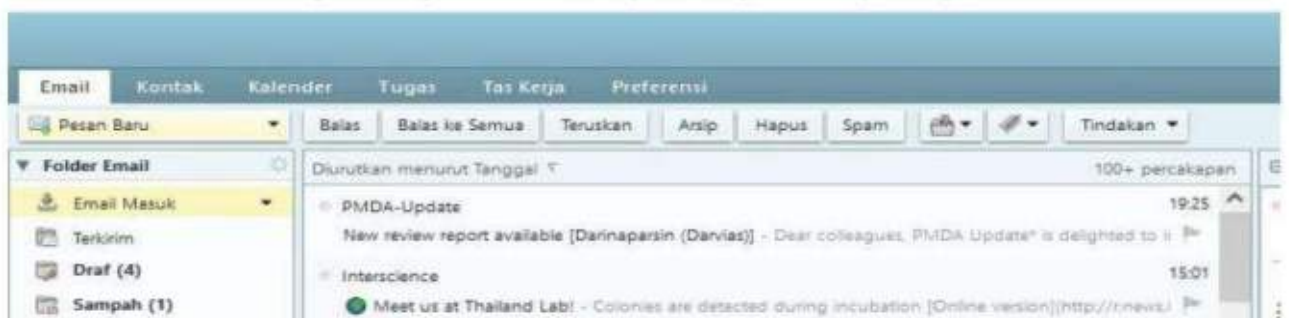 Email Kontak Kalender Tugas Tas Kerja Preferensi
Pesan Baru Balas Balas ke Semua Teruskan Arsip Hapus Spam Tindakan
Folder Email Diurutkan menurut Tanggal 100+ percakapan
Email Masuk PMDA-Update 19:25
Terkirim New review report available [Darinaparsin (Darvias)] - Dear colleagues, PMDA Update* is delighted to
Draf (4) Interscience 15:01
Sampah (1) Meet us at Thailand Lab! - Colonies are detected during incubation [Online version](http://r.news.